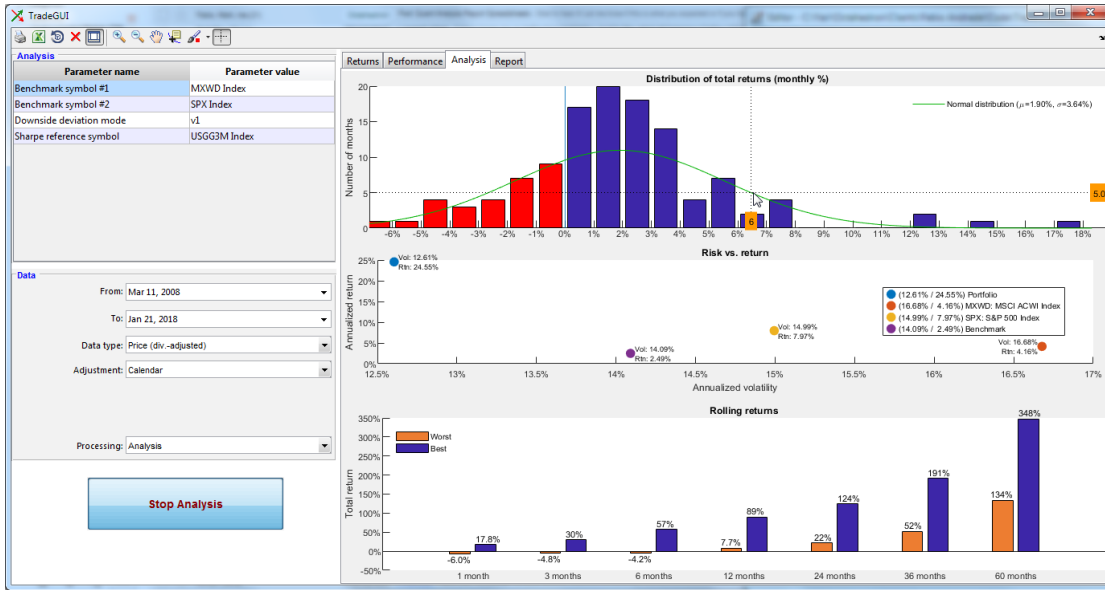 TradeGUI
Analysis
Parameter name Parameter value
Benchmark symbol #1 MXWD Index
Benchmark symbol #2 SPX Index
Downside deviation mode v1
Sharpe reference symbol USGG3M Index
Data
From: Mar 11, 2008
To: Jan 21, 2018
Data type: Price (div.-adjusted)
Adjustment: Calendar
Processing: Analysis
Stop Analysis
Returns Performance Analysis Report
Distribution of total returns (monthly %)
Normal distribution (μ=1.90%, σ=3.64%)
Number of months
20
15
10
5
0
5.0
6
-6% -5% -4% -3% -2% -1% 0% 1% 2% 3% 4% 5% 6% 7% 8% 9% 10% 11% 12% 13% 14% 15% 16% 17% 18%
Risk vs. return
Annualized return
25%
20%
15%
10%
5%
0%
Vol: 12.61%
Rtn: 24.55%
Vol: 14.09%
Rtn: 2.49%
Vol: 14.99%
Rtn: 7.97%
Vol: 16.68%
Rtn: 4.16%
(12.61% / 24.55%) Portfolio
(16.68% / 4.16%) MXWD: MSCI ACWI Index
(14.99% / 7.97%) SPX: S&P 500 Index
(14.09% / 2.49%) Benchmark
12.5% 13% 13.5% 14% 14.5% 15% 15.5% 16% 16.5% 17%
Annualized volatility
Rolling returns
Total return
350%
300%
250%
200%
150%
100%
50%
0%
-50%
Worst
Best
-6.0% 17.8% -4.8% 30% -4.2% 57% 7.7% 89% 22% 124% 52% 191% 134% 348%
1 month 3 months 6 months 12 months 24 months 36 months 60 months